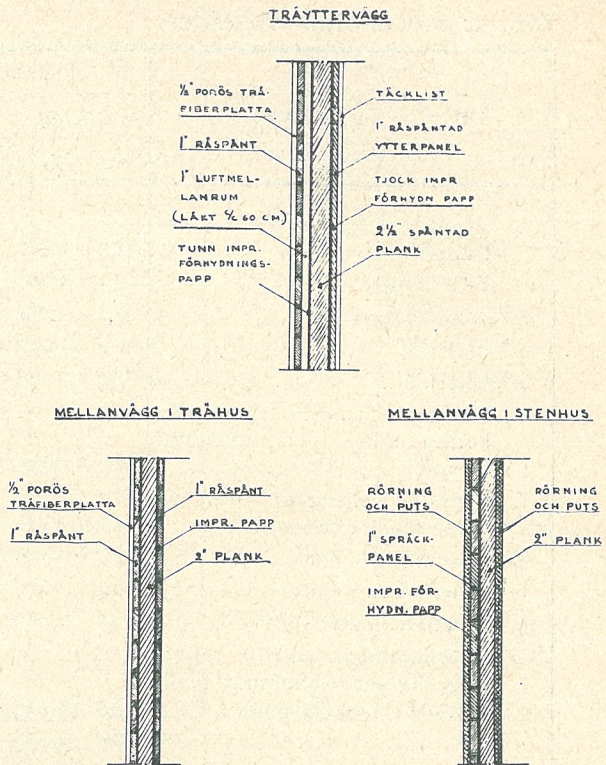 TRÄYTTERVÄGG
½" PORÖS TRÄ-
FIBERPLATTA
1" RÅSPÅNT
1" LUFTMEL-
LANRUM
(LÄKT C/C 60 CM)
TUNN IMPR.
FÖRHYDNINGS-
PAPP
TÄCKLIST
1" RÅSPÅNTAD
YTTERPANEL
TJOCK IMPR
FÖRHYDN PAPP
2½" SPÅNTAD
PLANK
MELLANVÄGG I TRÄHUS
½" PORÖS
TRÄFIBERPLATTA
1" RÅSPÅNT
1" RÅSPÅNT
IMPR. PAPP
2" PLANK
MELLANVÄGG I STENHUS
RÖRNING
OCH PUTS
1" SPRÄCK-
PANEL
IMPR. FÖR-
HYDN. PAPP
RÖRNING
OCH PUTS
2" PLANK